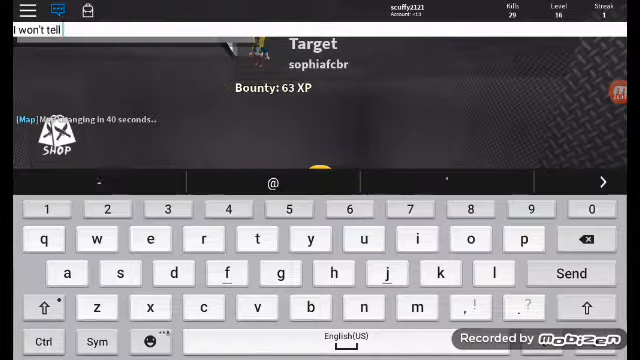 scuffy2121
Account: <13
Kills
29
Level
16
Streak
1
I won't tell
Target
sophiafcbr
Bounty: 63 XP
[Map] changing in 40 seconds..
SHOP
- @ '
1 2 3 4 5 6 7 8 9 0
q w e r t y u i o p
a s d f g h j k l Send
z x c v b n m , ! . ?
Ctrl Sym English(US)
Recorded by MOBIZEN